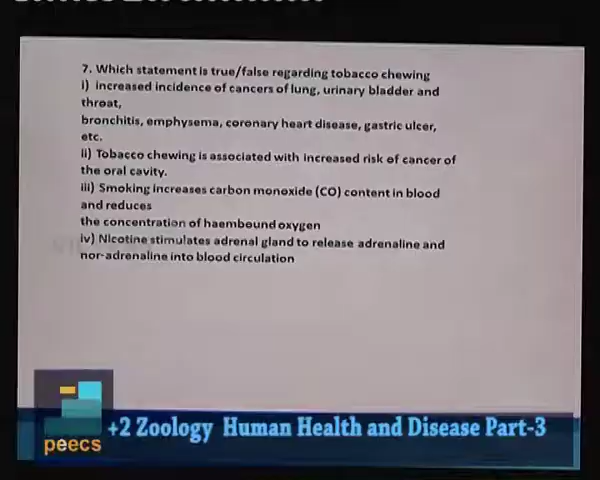 7. Which statement is true/false regarding tobacco chewing
i) increased incidence of cancers of lung, urinary bladder and
throat,
bronchitis, emphysema, coronary heart disease, gastric ulcer,
etc.
ii) Tobacco chewing is associated with increased risk of cancer of
the oral cavity.
iii) Smoking increases carbon monoxide (CO) content in blood
and reduces
the concentration of haembound oxygen
iv) Nicotine stimulates adrenal gland to release adrenaline and
nor-adrenaline into blood circulation
peecs
+2 Zoology Human Health and Disease Part-3